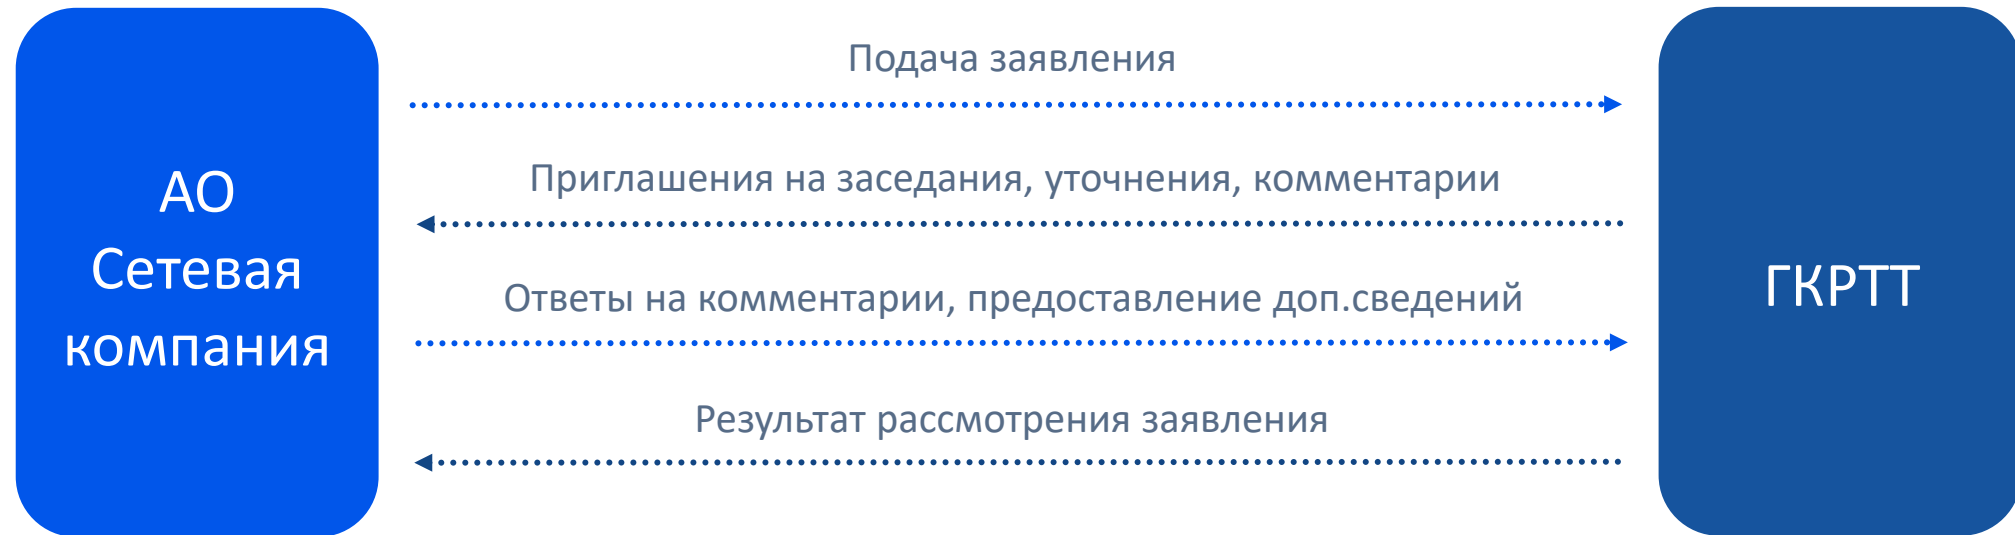 АО
Сетевая
компания
Подача заявления
Приглашения на заседания, уточнения, комментарии
Ответы на комментарии, предоставление доп.сведений
Результат рассмотрения заявления
ГКРТТ